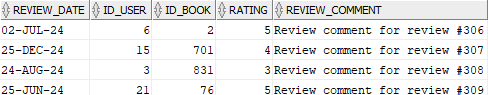 REVIEW_DATE ID_USER ID_BOOK RATING REVIEW_COMMENT
02-JUL-24 6 2 5 Review comment for review #306
25-DEC-24 15 701 4 Review comment for review #307
24-AUG-24 3 831 3 Review comment for review #308
25-JUN-24 21 76 5 Review comment for review #309